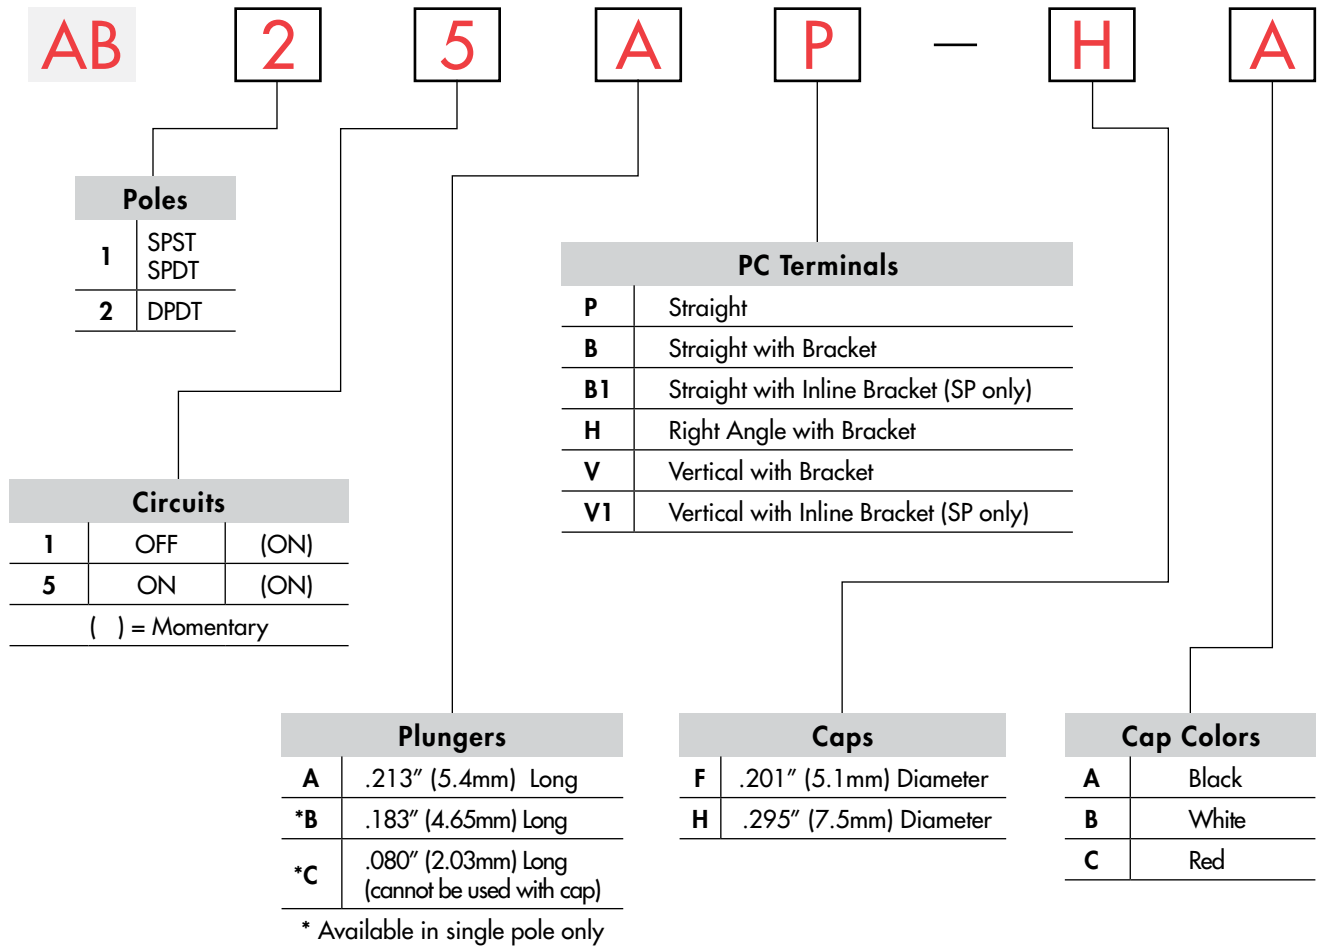 AB 2 5 A P — H A
Poles
1 SPST
SPDT
2 DPDT
PC Terminals
P Straight
B Straight with Bracket
B1 Straight with Inline Bracket (SP only)
H Right Angle with Bracket
V Vertical with Bracket
V1 Vertical with Inline Bracket (SP only)
Circuits
1 OFF (ON)
5 ON (ON)
( ) = Momentary
Plungers
A .213" (5.4mm) Long
*B .183" (4.65mm) Long
*C .080" (2.03mm) Long
(cannot be used with cap)
* Available in single pole only
Caps
F .201" (5.1mm) Diameter
H .295" (7.5mm) Diameter
Cap Colors
A Black
B White
C Red